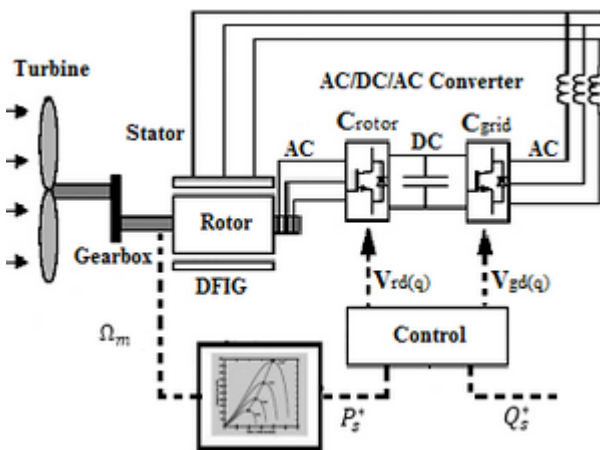 Turbine
AC/DC/AC Converter
Stator
Crotor
Cgrid
AC
DC
AC
Rotor
Gearbox
DFIG
Vrd(q)
Vgd(q)
Ωm
Control
Ps*
Qs*